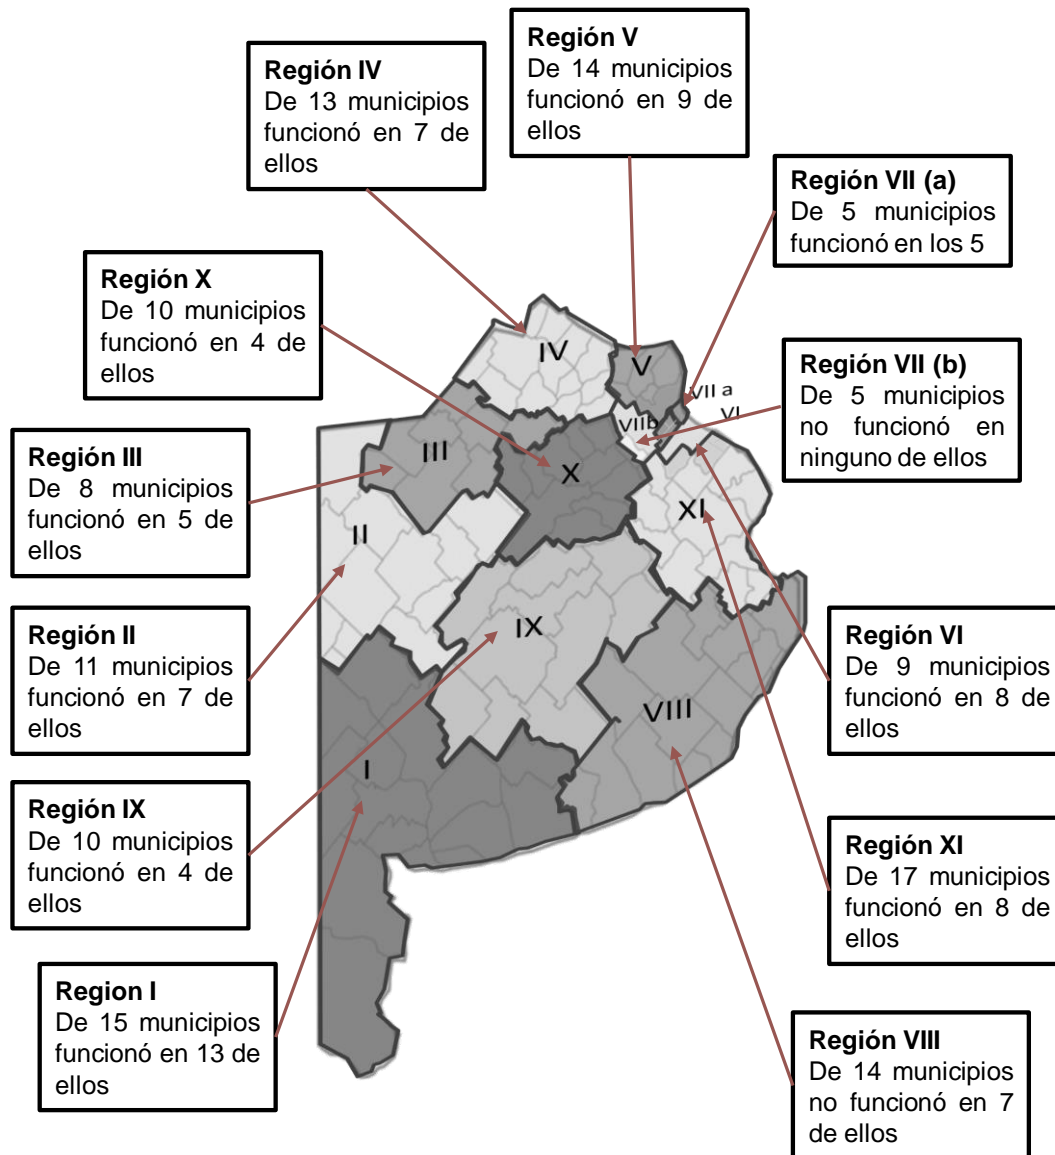 Región V
De 14 municipios
funcionó en 9 de
ellos
Región IV
De 13 municipios
funcionó en 7 de
ellos
Región VII (a)
De 5 municipios
funcionó en los 5
Región X
De 10 municipios
funcionó en 4 de
ellos
Región VII (b)
De 5 municipios
no funcionó en
ninguno de ellos
Región III
De 8 municipios
funcionó en 5 de
ellos
Región II
De 11 municipios
funcionó en 7 de
ellos
Región VI
De 9 municipios
funcionó en 8 de
ellos
Región IX
De 10 municipios
funcionó en 4 de
ellos
Región XI
De 17 municipios
funcionó en 8 de
ellos
Region I
De 15 municipios
funcionó en 13 de
ellos
Región VIII
De 14 municipios
no funcionó en 7
de ellos
IV
V
VII a
VI
VIIb
III
X
XI
II
IX
VIII
I